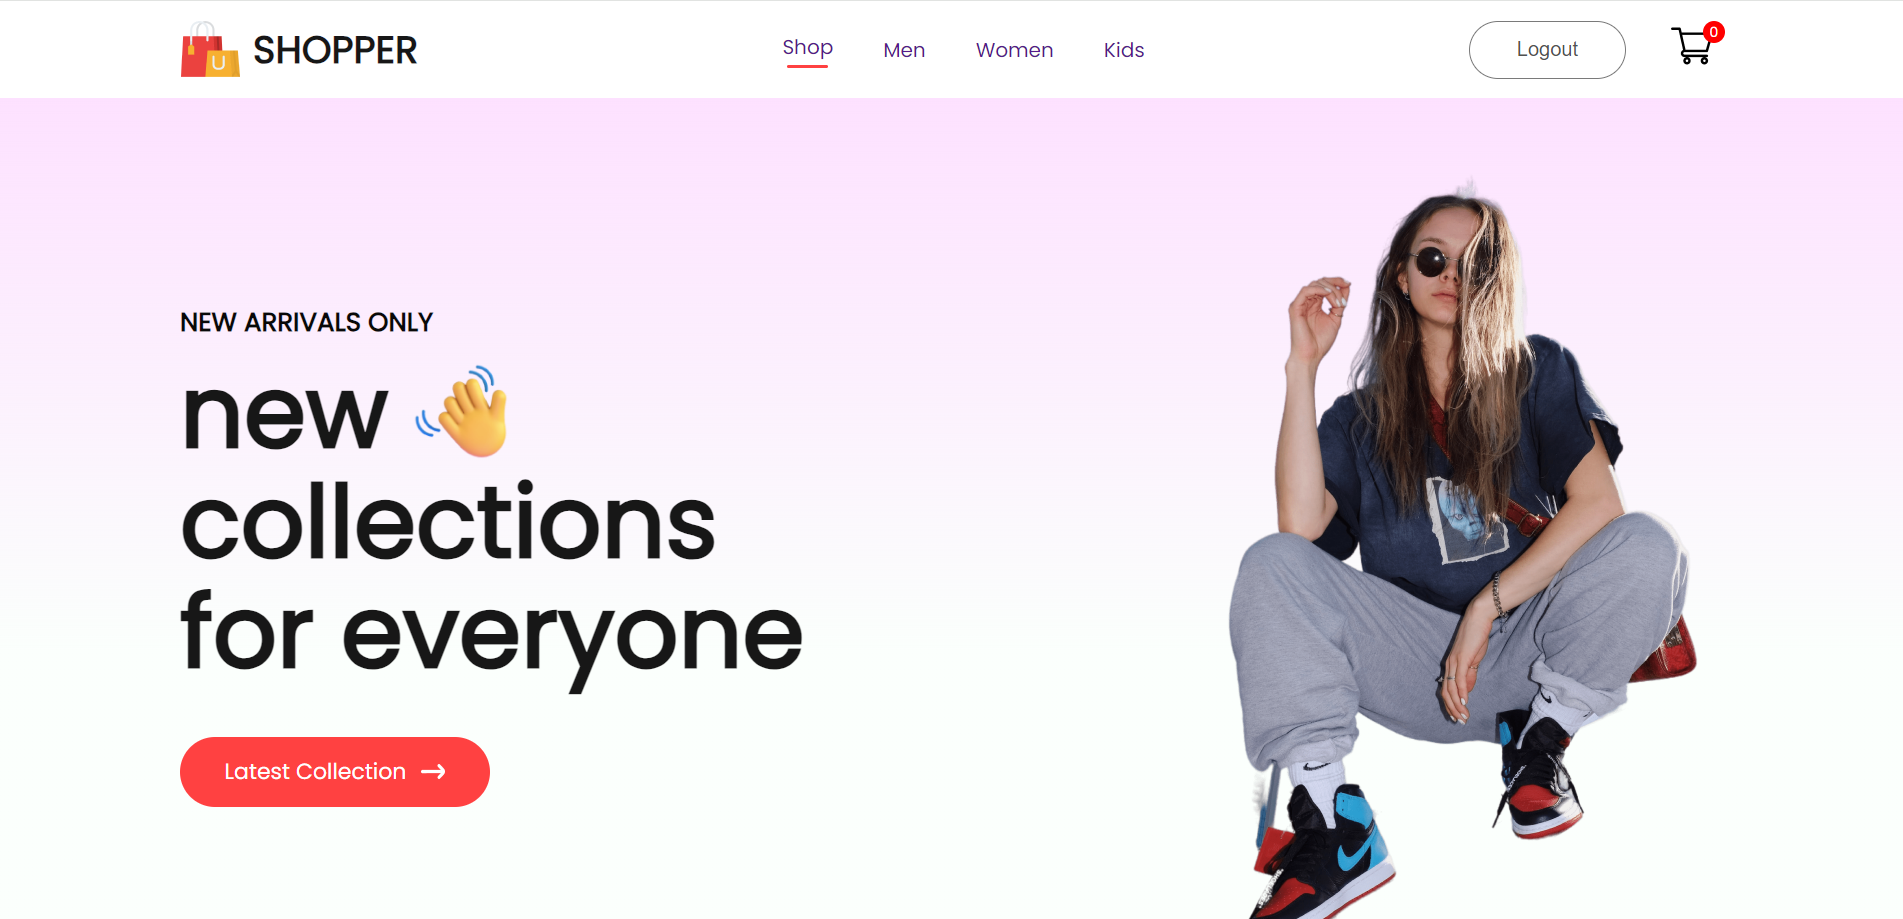 SHOPPER
Shop Men Women Kids
Logout
0
NEW ARRIVALS ONLY
new
collections
for everyone
Latest Collection